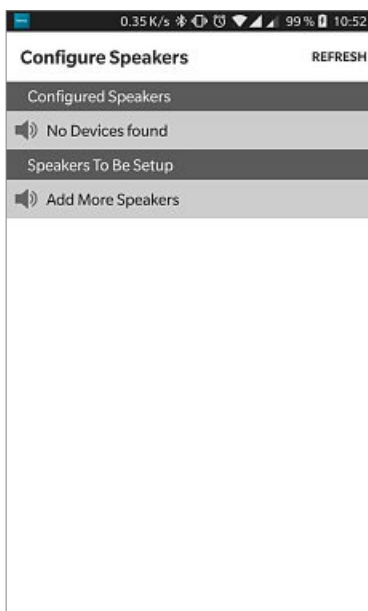 0.35 K/s 99 % 10:52
Configure Speakers REFRESH
Configured Speakers
No Devices found
Speakers To Be Setup
Add More Speakers